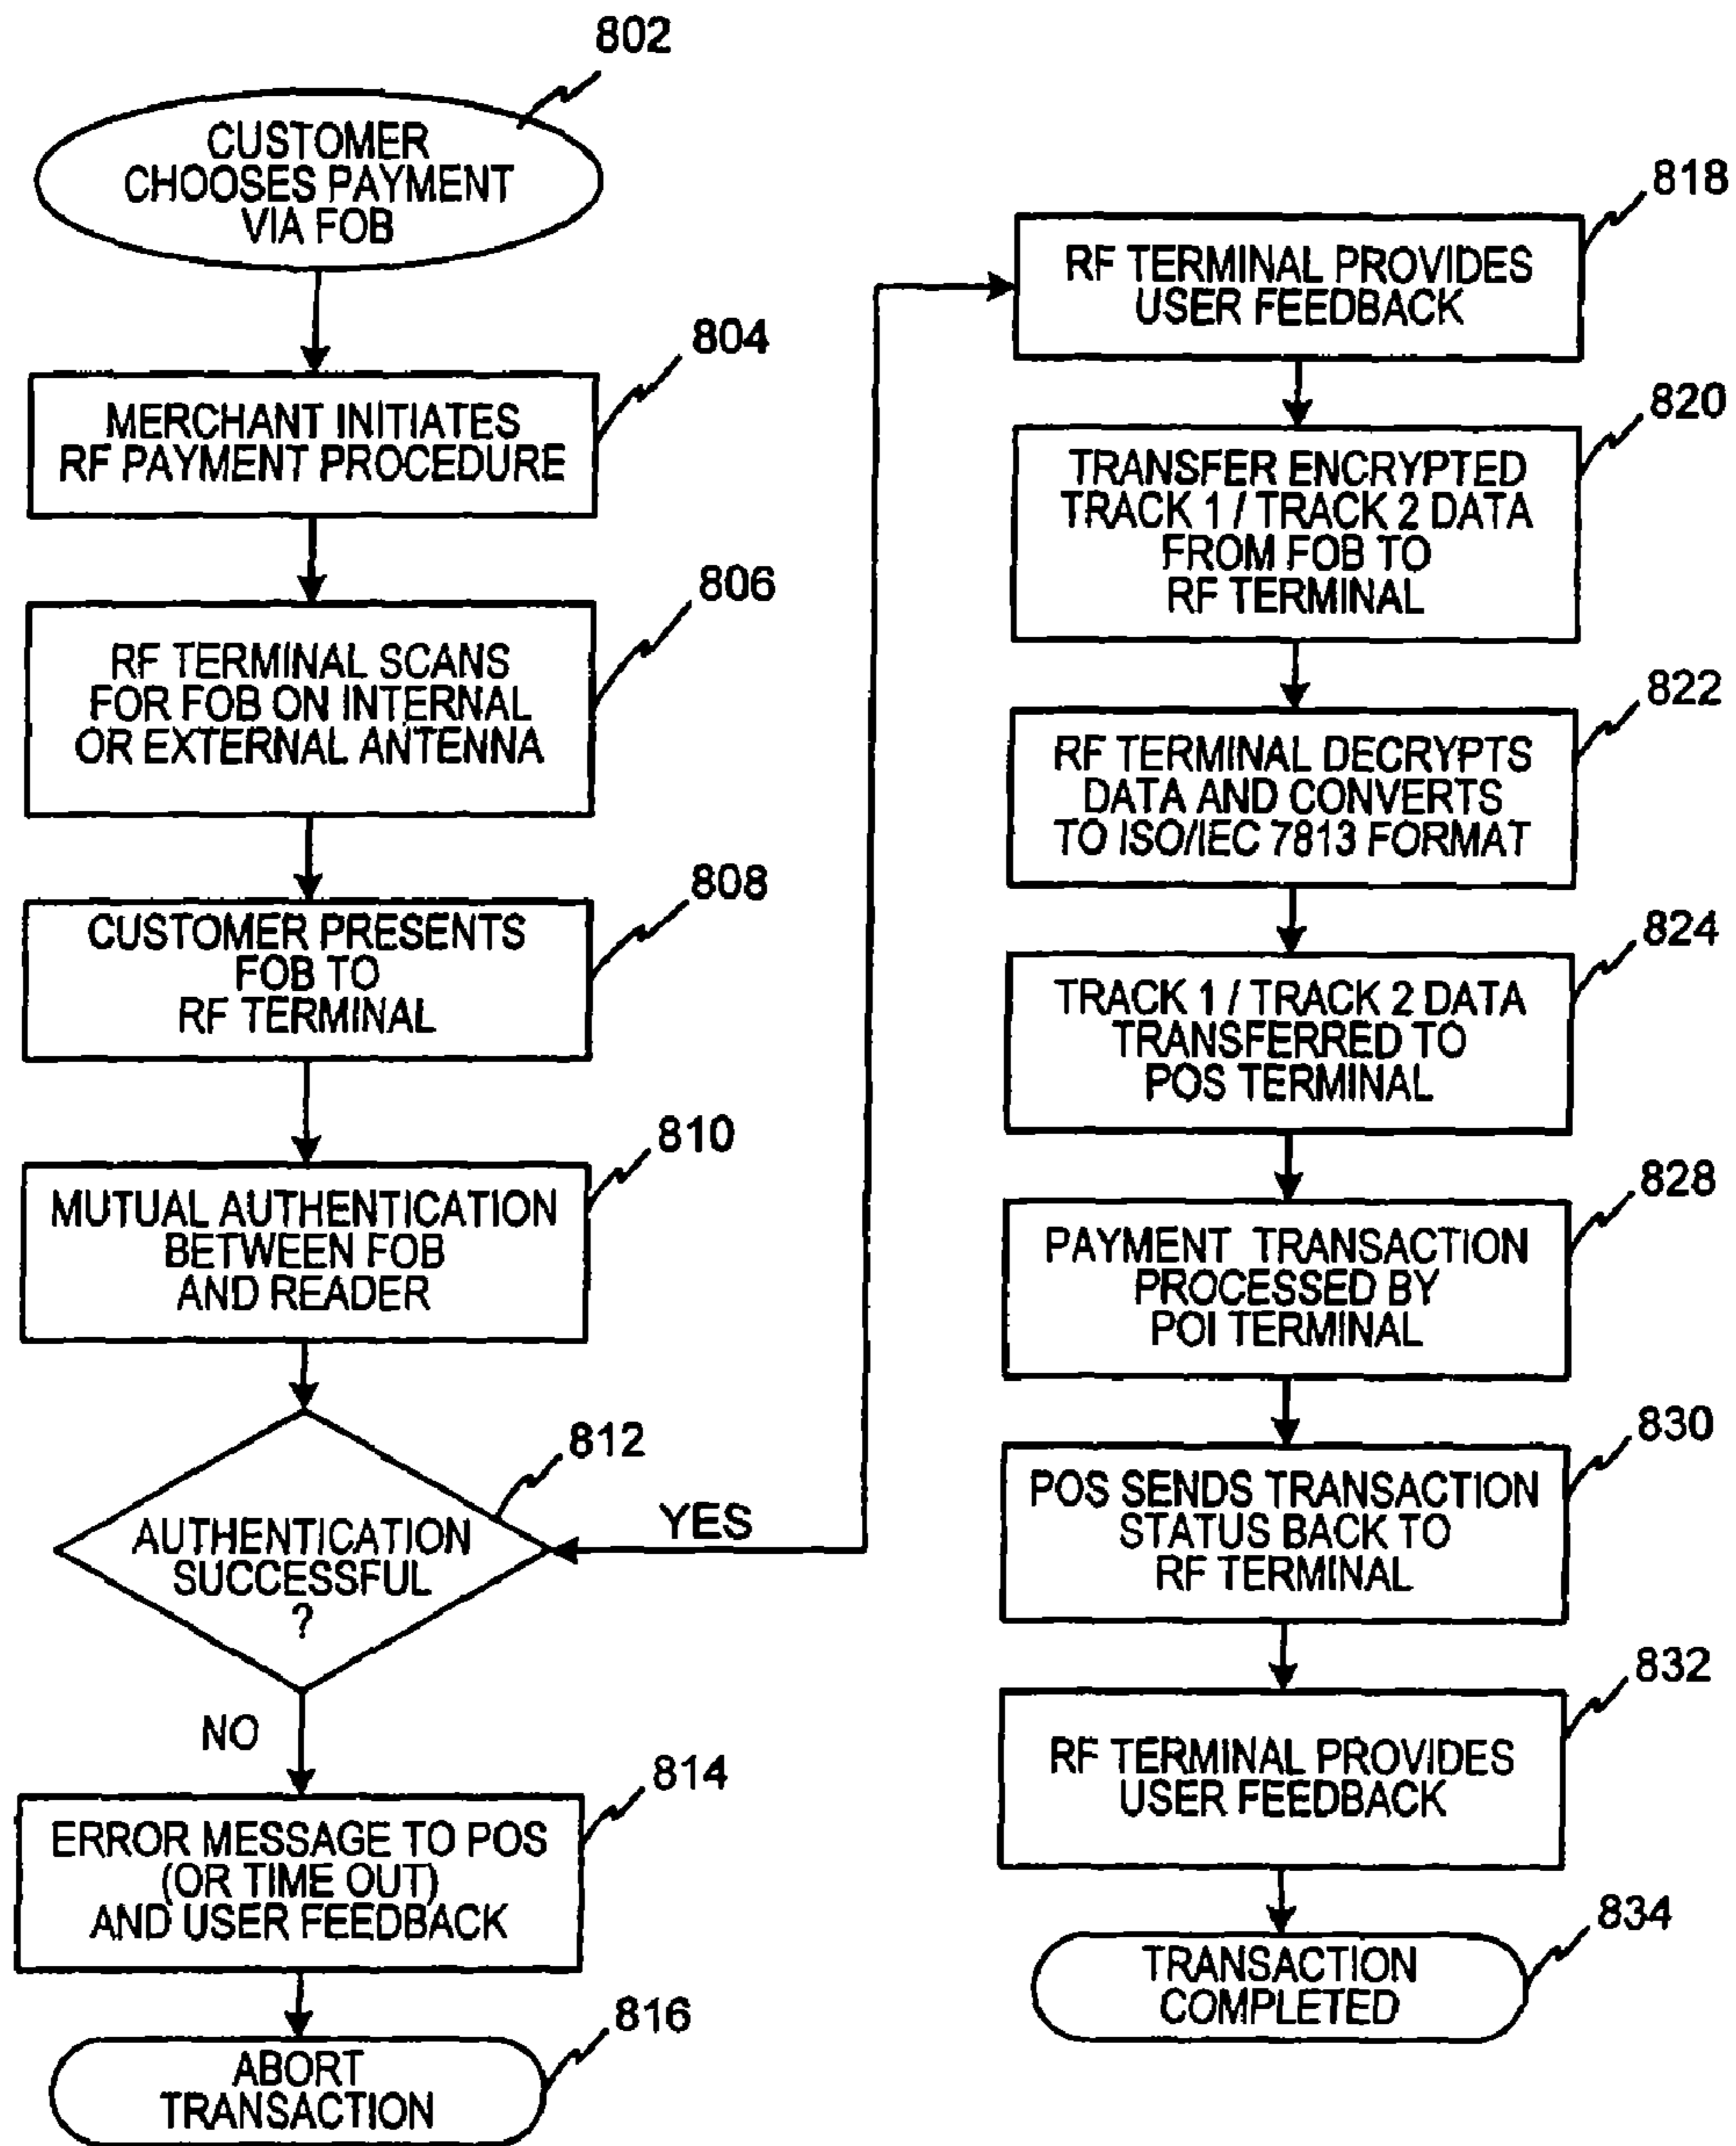 802
CUSTOMER
CHOOSES PAYMENT
VIA FOB
804
MERCHANT INITIATES
RF PAYMENT PROCEDURE
806
RF TERMINAL SCANS
FOR FOB ON INTERNAL
OR EXTERNAL ANTENNA
808
CUSTOMER PRESENTS
FOB TO
RF TERMINAL
810
MUTUAL AUTHENTICATION
BETWEEN FOB
AND READER
812
AUTHENTICATION
SUCCESSFUL
?
YES
NO
814
ERROR MESSAGE TO POS
(OR TIME OUT)
AND USER FEEDBACK
816
ABORT
TRANSACTION
818
RF TERMINAL PROVIDES
USER FEEDBACK
820
TRANSFER ENCRYPTED
TRACK 1 / TRACK 2 DATA
FROM FOB TO
RF TERMINAL
822
RF TERMINAL DECRYPTS
DATA AND CONVERTS
TO ISO/IEC 7813 FORMAT
824
TRACK 1 / TRACK 2 DATA
TRANSFERRED TO
POS TERMINAL
828
PAYMENT TRANSACTION
PROCESSED BY
POI TERMINAL
830
POS SENDS TRANSACTION
STATUS BACK TO
RF TERMINAL
832
RF TERMINAL PROVIDES
USER FEEDBACK
834
TRANSACTION
COMPLETED